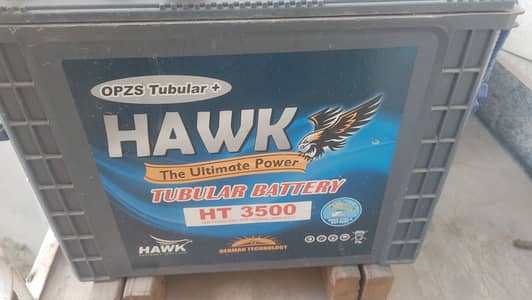 OPZS Tubular +
HAWK
The Ultimate Power
TUBULAR BATTERY
HT 3500
HAWK
GERMAN TECHNOLOGY